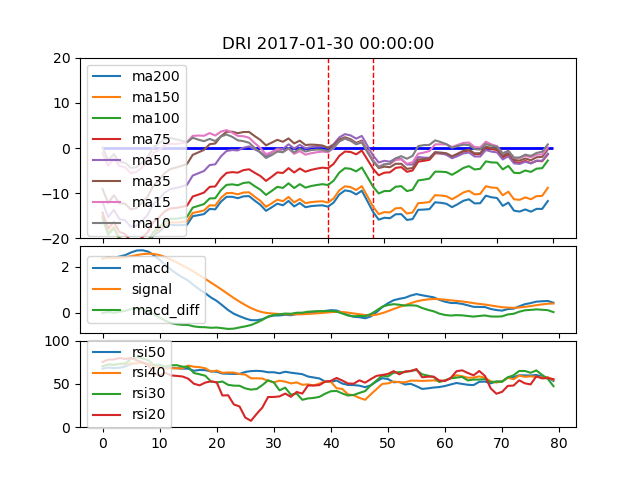 DRI 2017-01-30 00:00:00
20
10
0
−10
−20
ma200
ma150
ma100
ma75
ma50
ma35
ma15
ma10
2
0
macd
signal
macd_diff
100
50
0
rsi50
rsi40
rsi30
rsi20
0 10 20 30 40 50 60 70 80